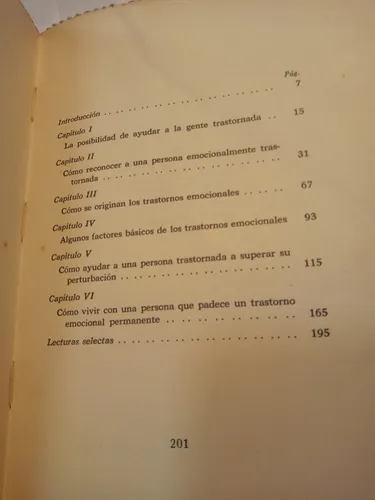 Pág.
Introducción .. .. .. .. .. .. .. .. .. .. .. .. 7
Capítulo I
La posibilidad de ayudar a la gente trastornada .. 15
Capítulo II
Cómo reconocer a una persona emocionalmente tras-
tornada .. .. .. .. .. .. .. .. .. .. .. .. 31
Capítulo III
Cómo se originan los trastornos emocionales .. .. .. 67
Capítulo IV
Algunos factores básicos de los trastornos emocionales 93
Capítulo V
Cómo ayudar a una persona trastornada a superar su
perturbación .. .. .. .. .. .. .. .. .. .. .. 115
Capítulo VI
Cómo vivir con una persona que padece un trastorno
emocional permanente .. .. .. .. .. .. .. .. 165
Lecturas selectas .. .. .. .. .. .. .. .. .. .. .. 195
201